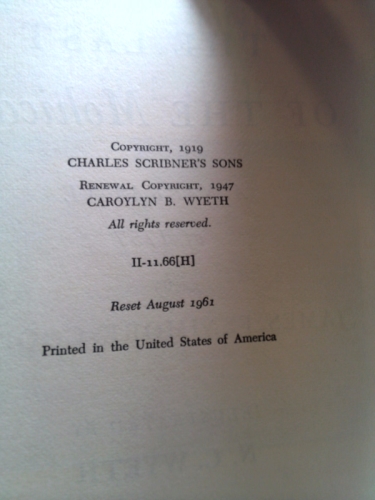 COPYRIGHT, 1919
CHARLES SCRIBNER'S SONS
RENEWAL COPYRIGHT, 1947
CAROYLYN B. WYETH
All rights reserved.
II-11.66[H]
Reset August 1961
Printed in the United States of America